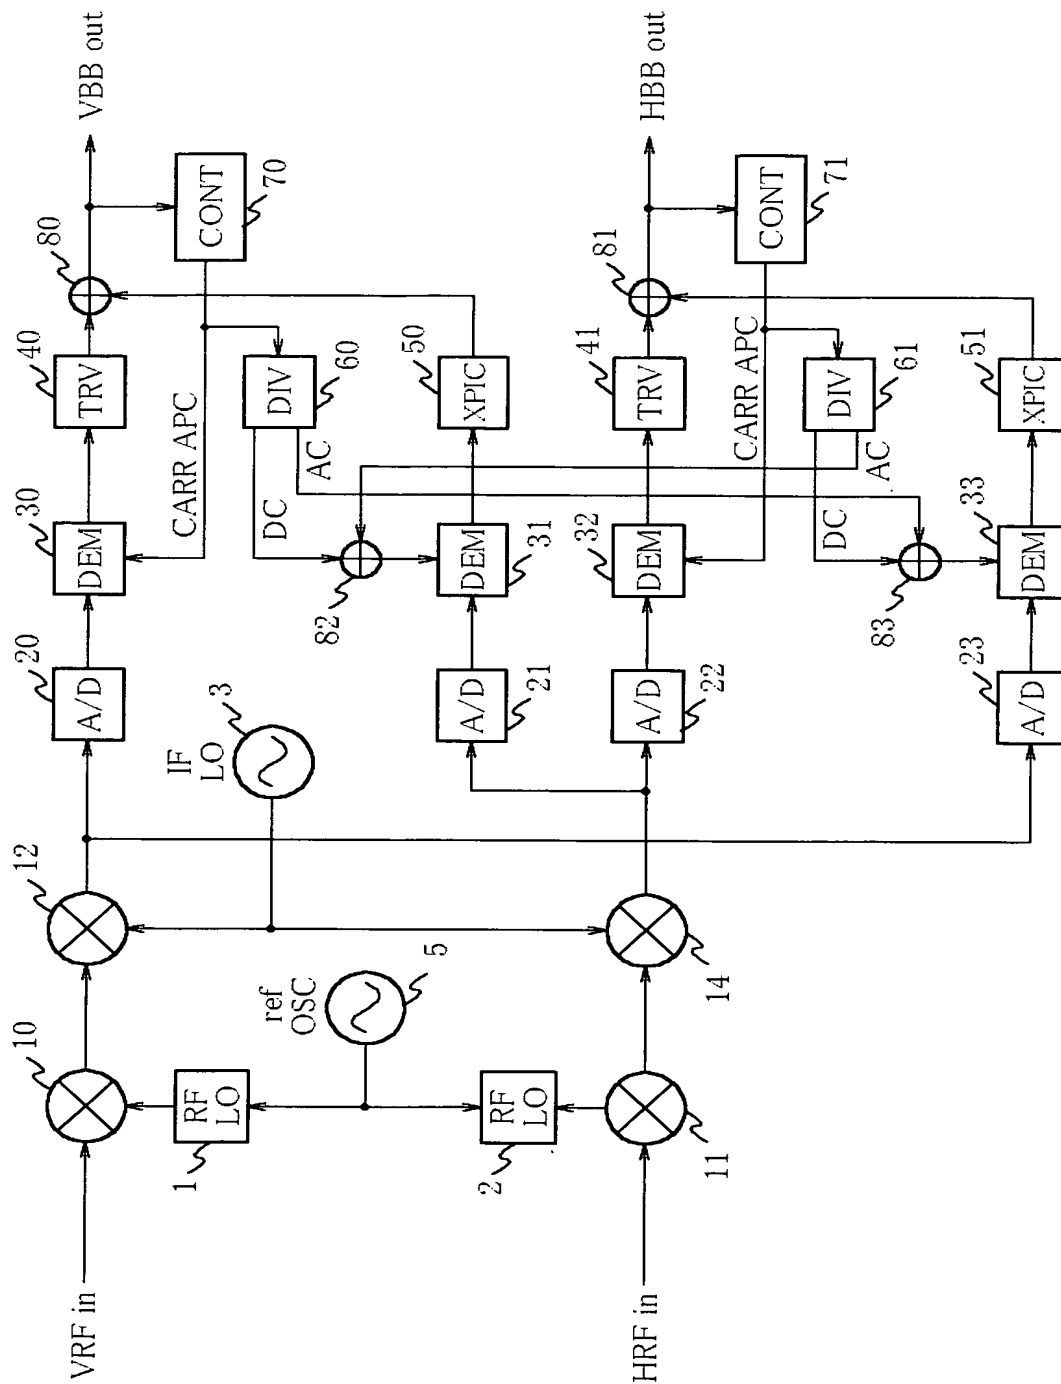 VRF in
10
1
RF
LO
ref
OSC
5
2
RF
LO
HRF in
11
12
IF
LO
3
14
20
A/D
30
DEM
40
TRV
80
VBB out
CONT
70
CARR APC
DIV
60
DC
AC
82
A/D
21
DEM
31
XPIC
50
A/D
22
32
DEM
41
TRV
81
HBB out
CONT
71
CARR APC
DIV
61
DC
AC
83
23
A/D
33
DEM
51
XPIC